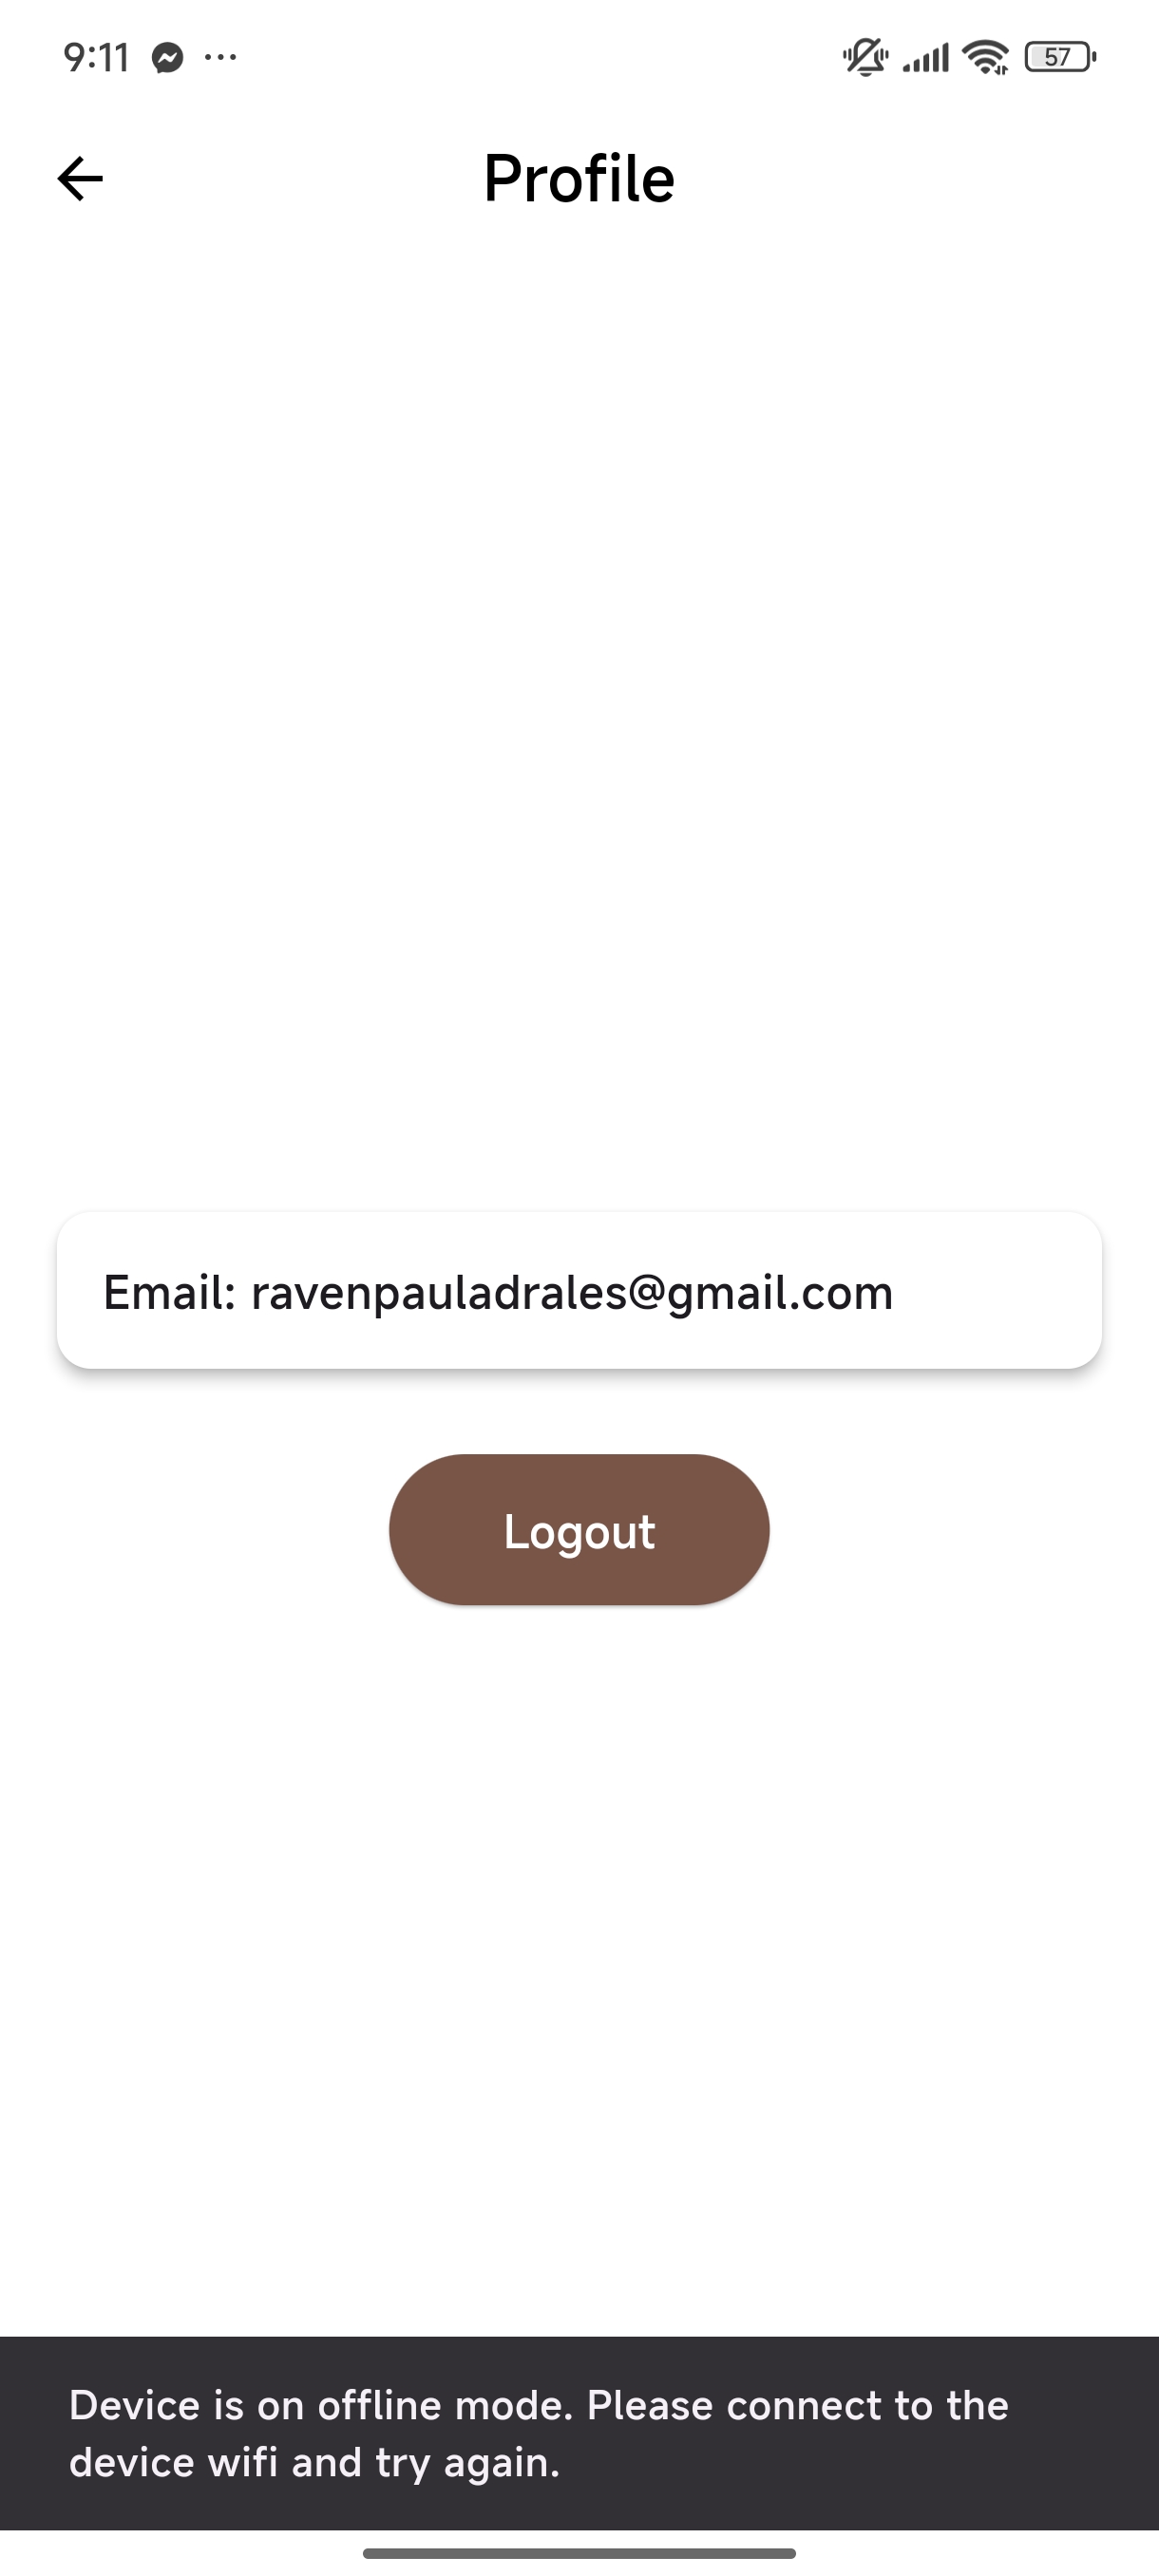 9:11
57
Profile
Email: ravenpauladrales@gmail.com
Logout
Device is on offline mode. Please connect to the
device wifi and try again.